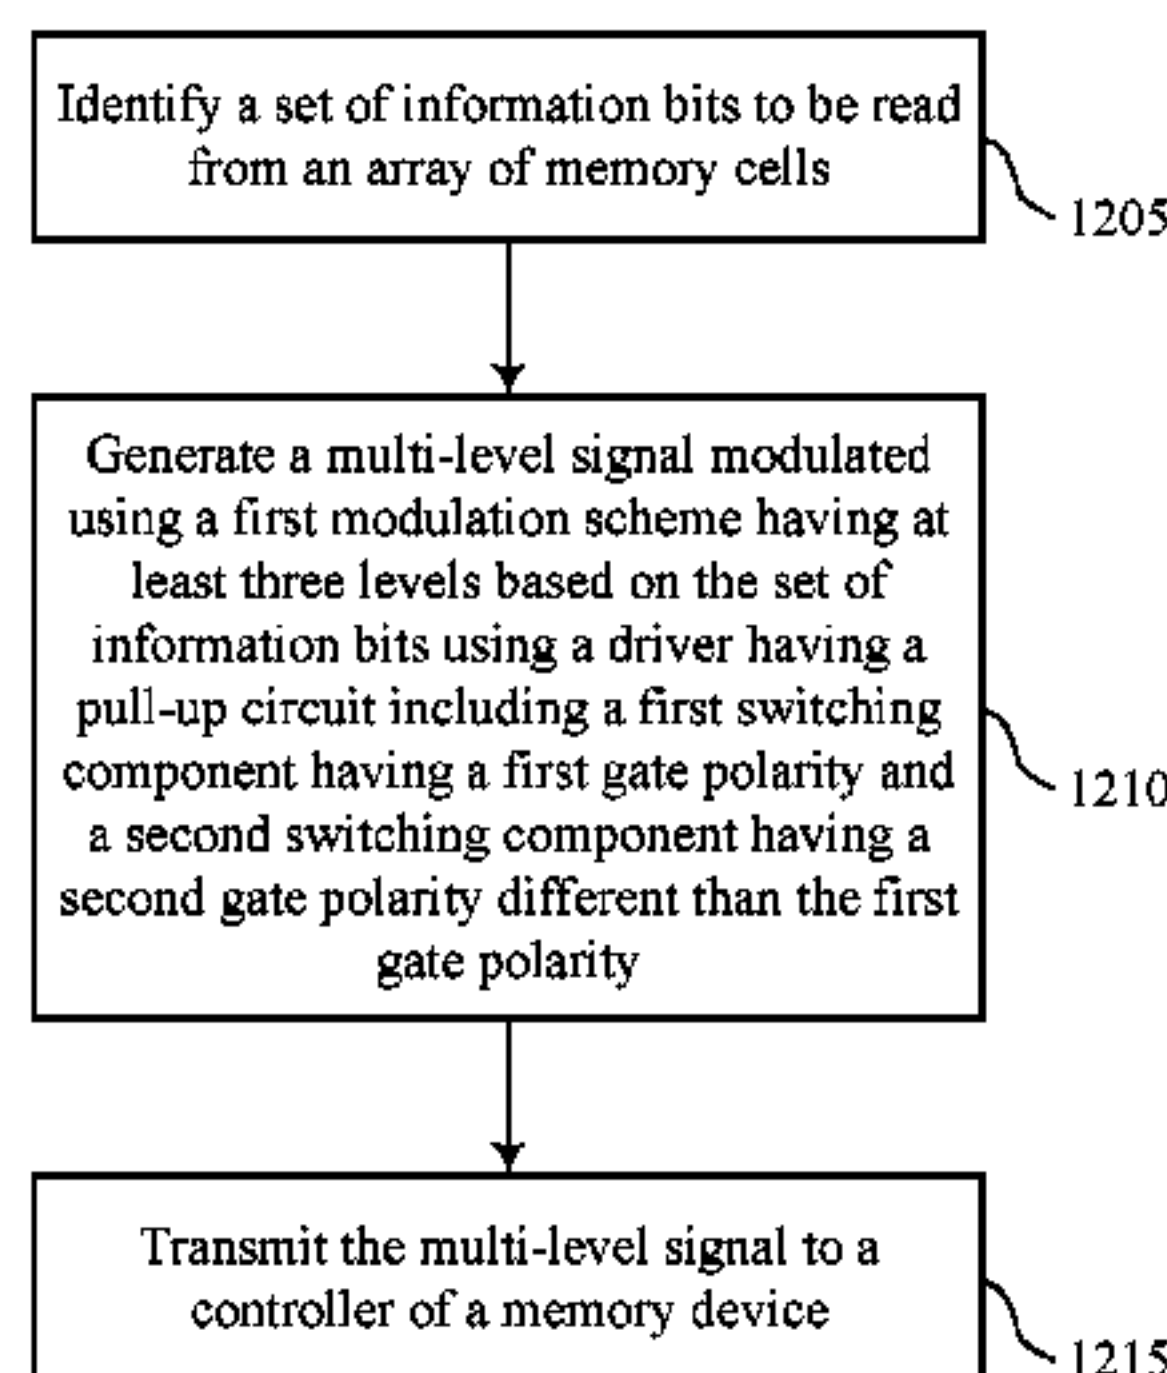 Identify a set of information bits to be read
from an array of memory cells
1205
Generate a multi-level signal modulated
using a first modulation scheme having at
least three levels based on the set of
information bits using a driver having a
pull-up circuit including a first switching
component having a first gate polarity and
a second switching component having a
second gate polarity different than the first
gate polarity
1210
Transmit the multi-level signal to a
controller of a memory device
1215